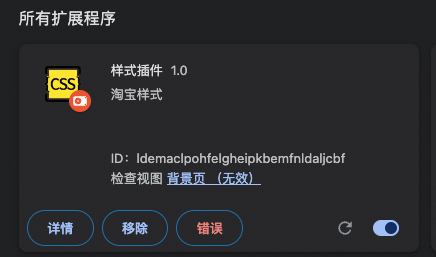 所有扩展程序
CSS
样式插件 1.0
淘宝样式
ID：ldemaclpohfelgheipkbemfnldaljcbf
检查视图 背景页 （无效）
详情 移除 错误